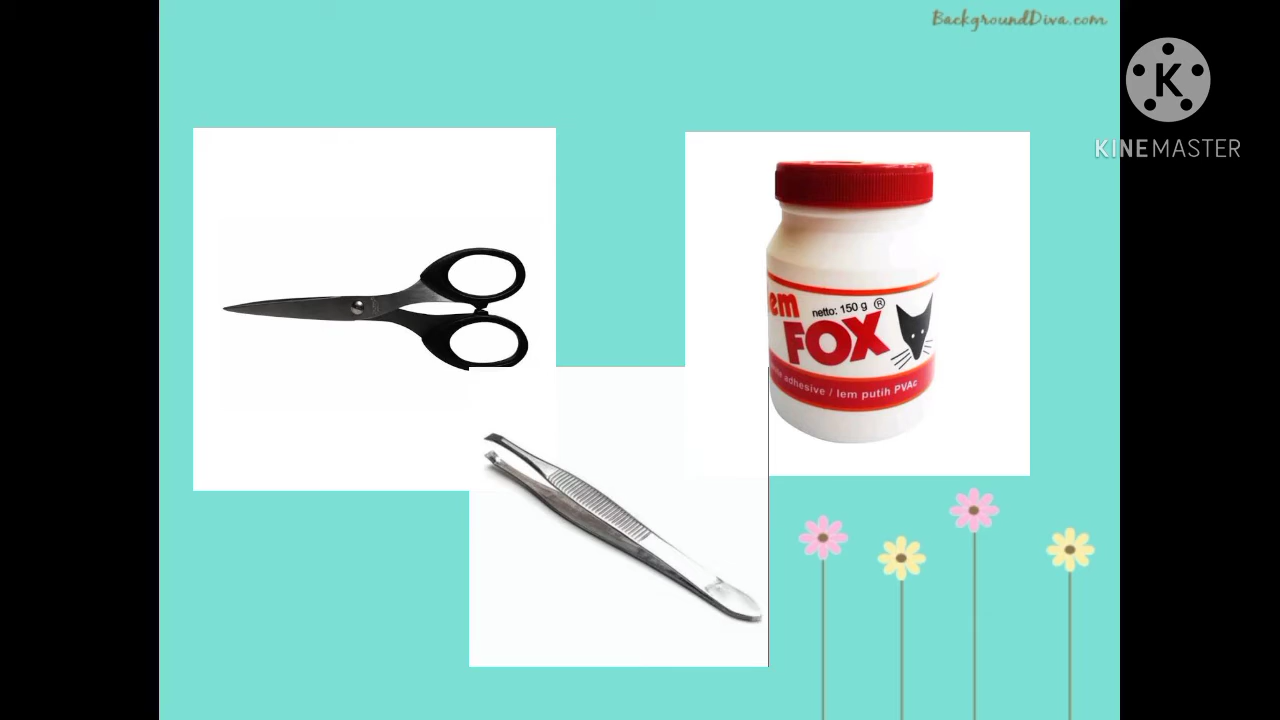 BackgroundDiva.com
K
KINEMASTER
em
netto: 150 g ®
FOX
adhesive / lem putih PVAc